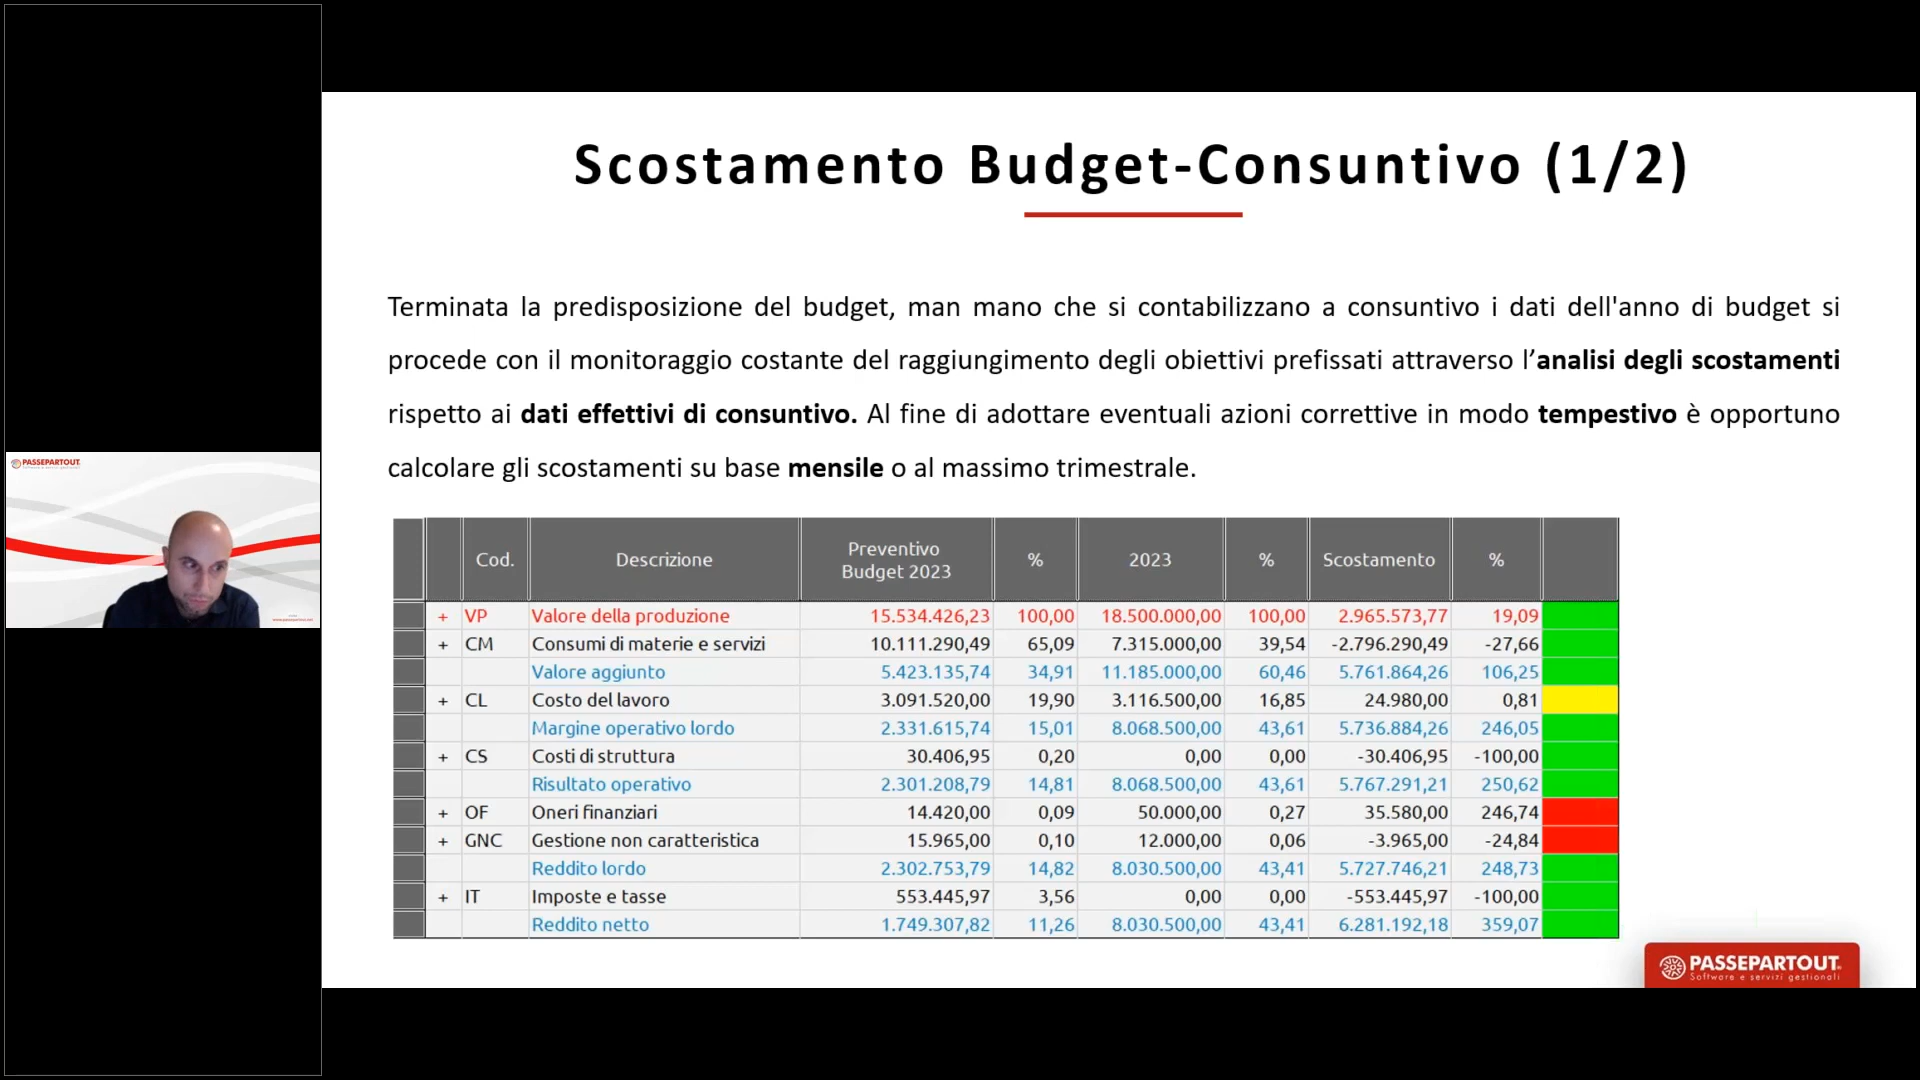 Scostamento Budget-Consuntivo (1/2)
Terminata la predisposizione del budget, man mano che si contabilizzano a consuntivo i dati dell'anno di budget si
procede con il monitoraggio costante del raggiungimento degli obiettivi prefissati attraverso l’analisi degli scostamenti
rispetto ai dati effettivi di consuntivo. Al fine di adottare eventuali azioni correttive in modo tempestivo è opportuno
calcolare gli scostamenti su base mensile o al massimo trimestrale.
Cod. Descrizione Preventivo Budget 2023 % 2023 % Scostamento %
+ VP Valore della produzione 15.534.426,23 100,00 18.500.000,00 100,00 2.965.573,77 19,09
+ CM Consumi di materie e servizi 10.111.290,49 65,09 7.315.000,00 39,54 -2.796.290,49 -27,66
Valore aggiunto 5.423.135,74 34,91 11.185.000,00 60,46 5.761.864,26 106,25
+ CL Costo del lavoro 3.091.520,00 19,90 3.116.500,00 16,85 24.980,00 0,81
Margine operativo lordo 2.331.615,74 15,01 8.068.500,00 43,61 5.736.884,26 246,05
+ CS Costi di struttura 30.406,95 0,20 0,00 0,00 -30.406,95 -100,00
Risultato operativo 2.301.208,79 14,81 8.068.500,00 43,61 5.767.291,21 250,62
+ OF Oneri finanziari 14.420,00 0,09 50.000,00 0,27 35.580,00 246,74
+ GNC Gestione non caratteristica 15.965,00 0,10 12.000,00 0,06 -3.965,00 -24,84
Reddito lordo 2.302.753,79 14,82 8.030.500,00 43,41 5.727.746,21 248,73
+ IT Imposte e tasse 553.445,97 3,56 0,00 0,00 -553.445,97 -100,00
Reddito netto 1.749.307,82 11,26 8.030.500,00 43,41 6.281.192,18 359,07
PASSEPARTOUT
Software e servizi gestionali
PASSEPARTOUT